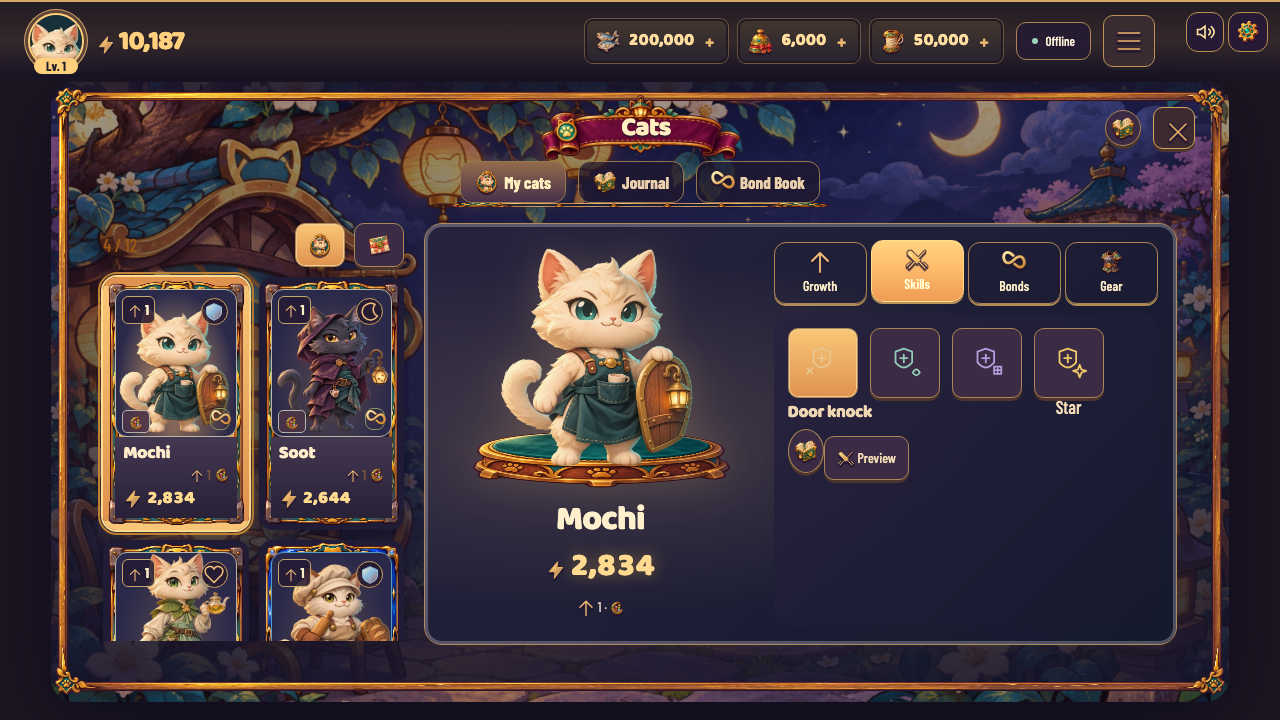 10,187
Lv. 1
200,000 +
6,000 +
50,000 +
Offline
Cats
My cats
Journal
Bond Book
4 / 12
1
1
Mochi
1
2,834
Soot
1
2,644
1
1
Mochi
2,834
1 ·
Growth
Skills
Bonds
Gear
Star
Door knock
Preview